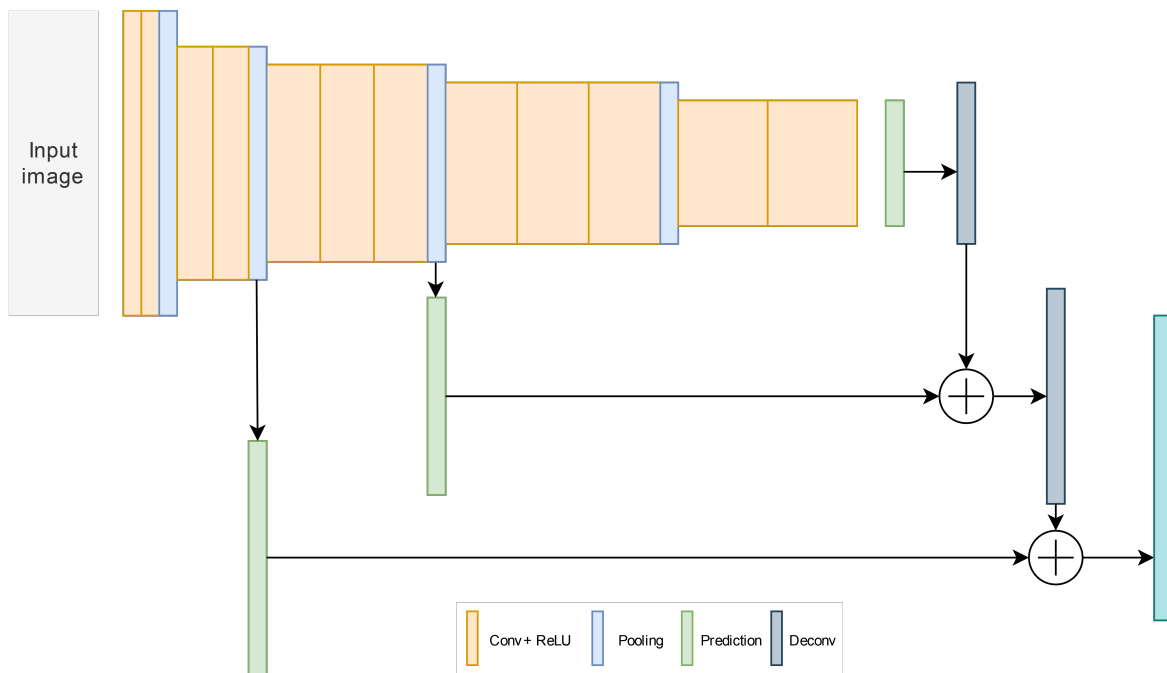 Input
image
Conv+ ReLU
Pooling
Prediction
Deconv